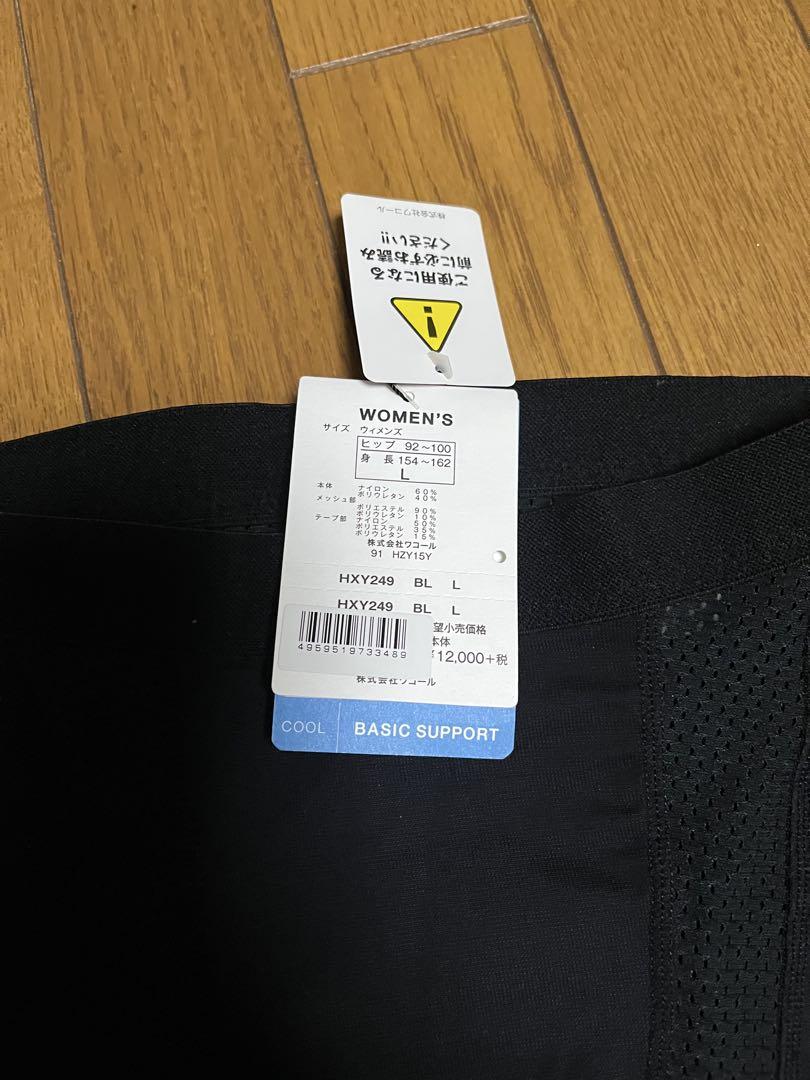 株式会社ワコール
ご使用になる
前に必ずお読み
ください!!
WOMEN'S
サイズ ウィメンズ
ヒップ 92～100
身 長 154～162
L
本体 ナイロン 60%
ポリウレタン 40%
メッシュ部 ポリエステル 90%
ポリウレタン 10%
テープ部 ナイロン 50%
ポリエステル 35%
ポリウレタン 15%
株式会社ワコール
91 HZY15Y
HXY249 BL L
HXY249 BL L
望小売価格
本体
12,000+税
4959519733489
株式会社ワコール
COOL BASIC SUPPORT